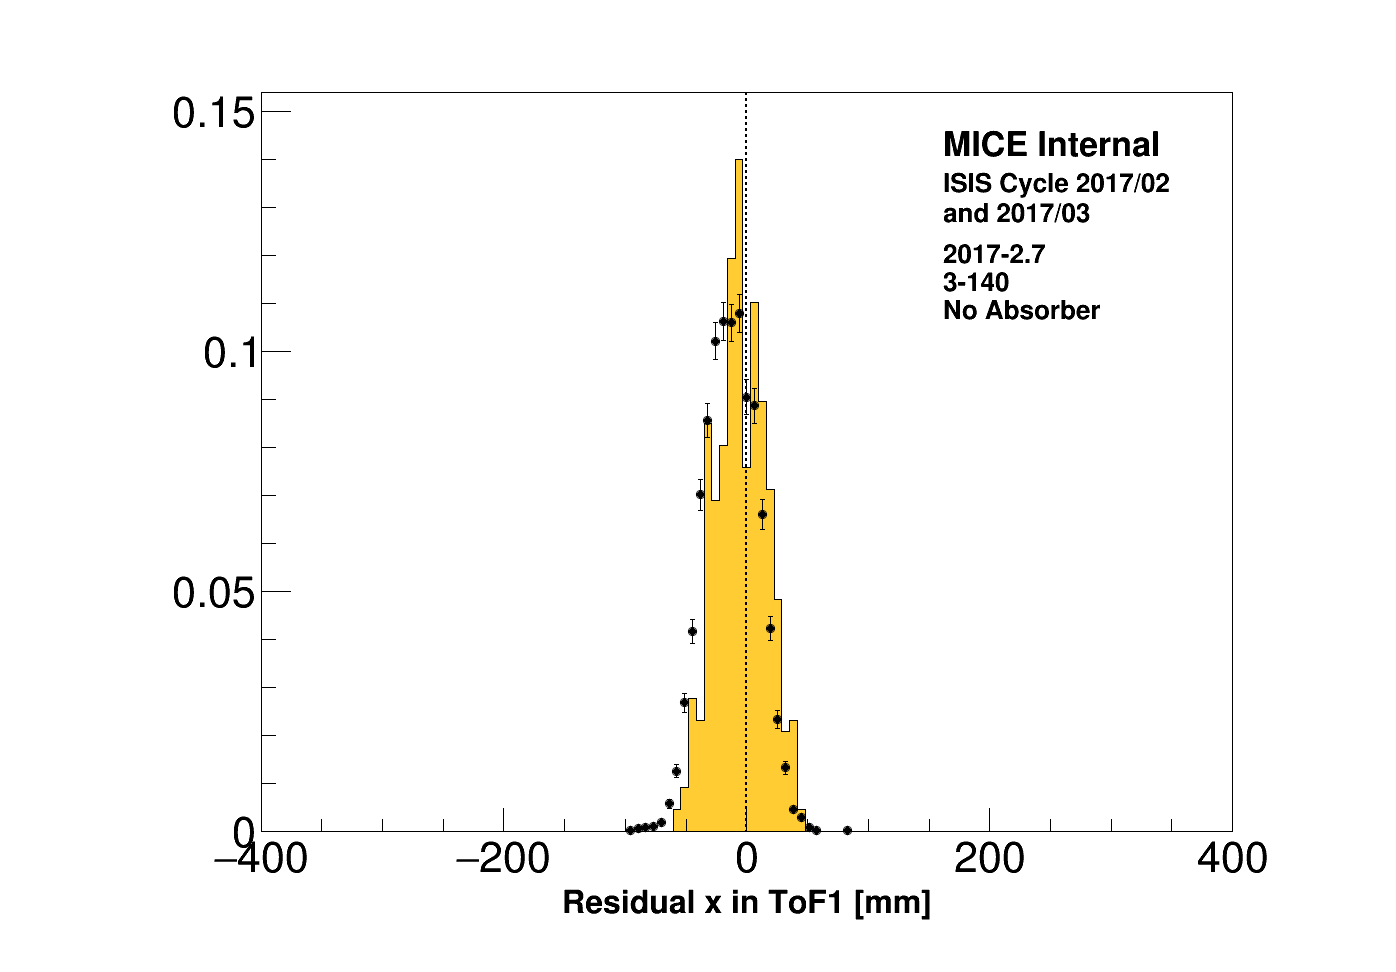 0.15
0.1
0.05
0
−400
−200
0
200
400
MICE Internal
ISIS Cycle 2017/02
and 2017/03
2017-2.7
3-140
No Absorber
Residual x in ToF1 [mm]